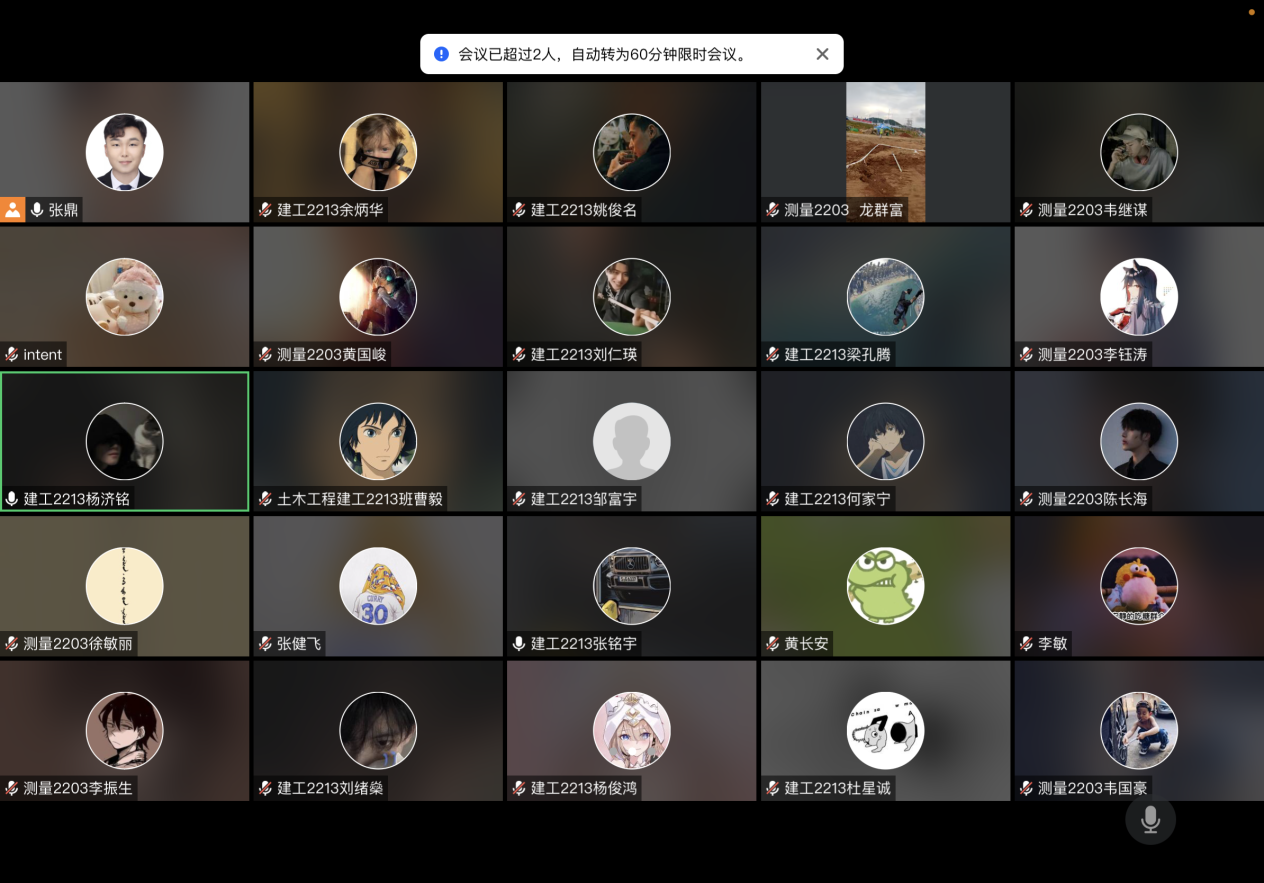 会议已超过2人，自动转为60分钟限时会议。
张鼎
建工2213余炳华
建工2213姚俊名
测量2203 龙群富
测量2203韦继谋
intent
测量2203黄国峻
建工2213刘仁瑛
建工2213梁孔腾
测量2203李钰涛
建工2213杨济铭
土木工程建工2213班曹毅
建工2213邹富宇
建工2213何家宁
测量2203陈长海
测量2203徐敏丽
CURRY
30
张健飞
建工2213张铭宇
黄长安
李敏
测量2203李振生
建工2213刘绪燊
建工2213杨俊鸿
建工2213杜星诚
测量2203韦国豪